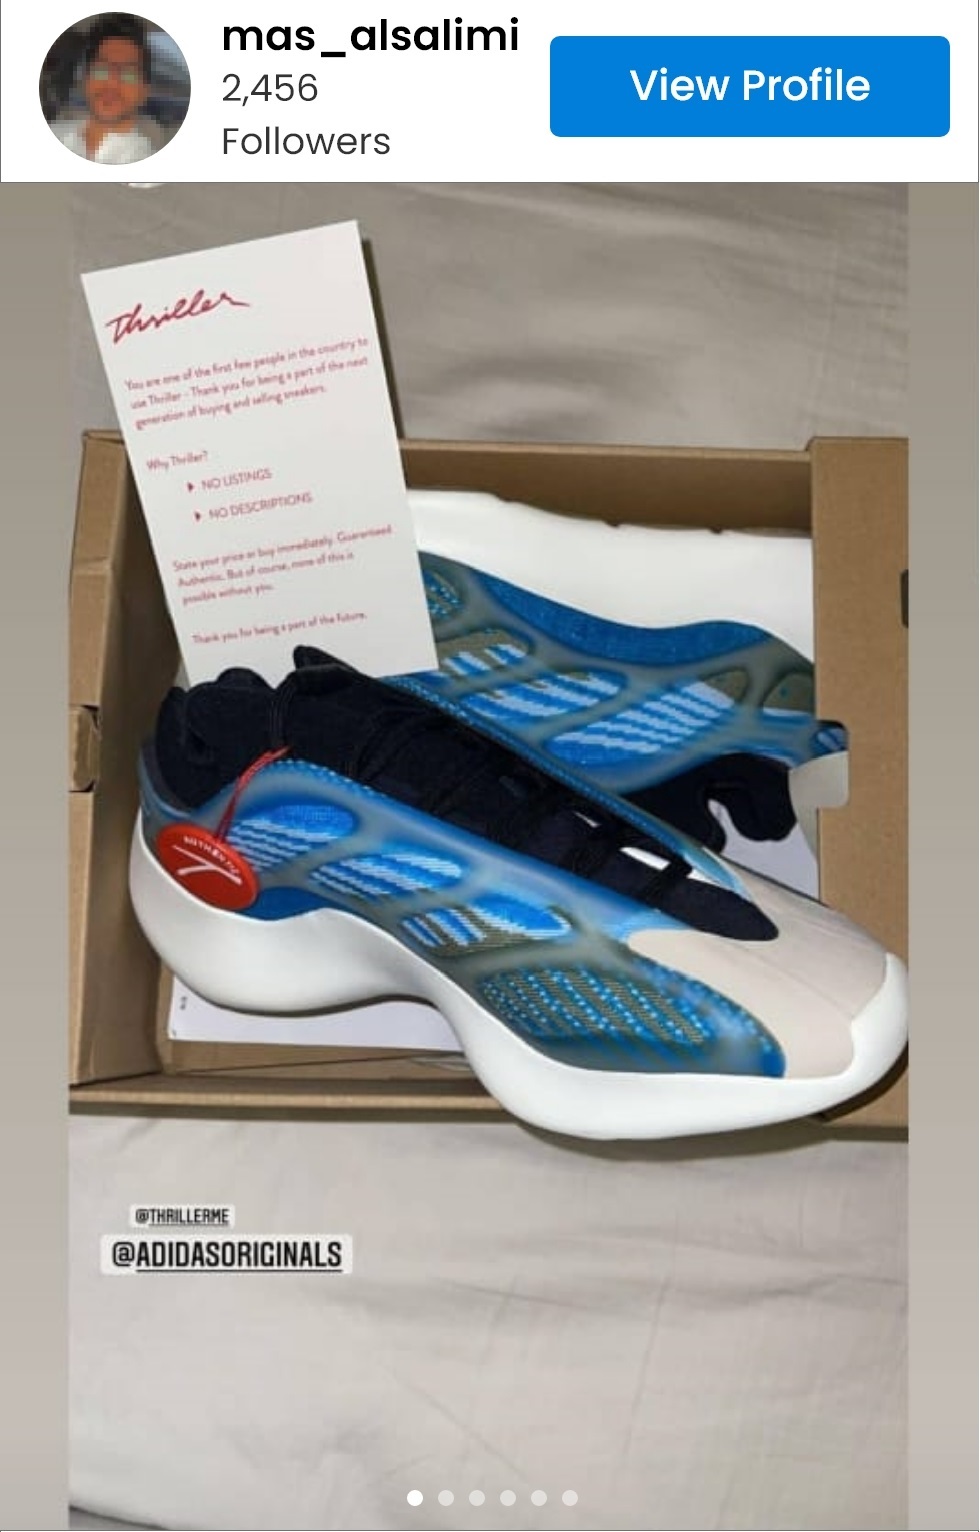 mas_alsalimi
2,456
Followers
View Profile
Thriller
You are one of the first few people in the country to
use Thriller - Thank you for being a part of the next
generation of buying and selling sneakers.
Why Thriller?
NO LISTINGS
NO DESCRIPTIONS
State your price or buy immediately. Guaranteed
Authentic. But of course, none of this is
possible without you.
Thank you for being a part of the future.
@THRILLERME
@ADIDASORIGINALS